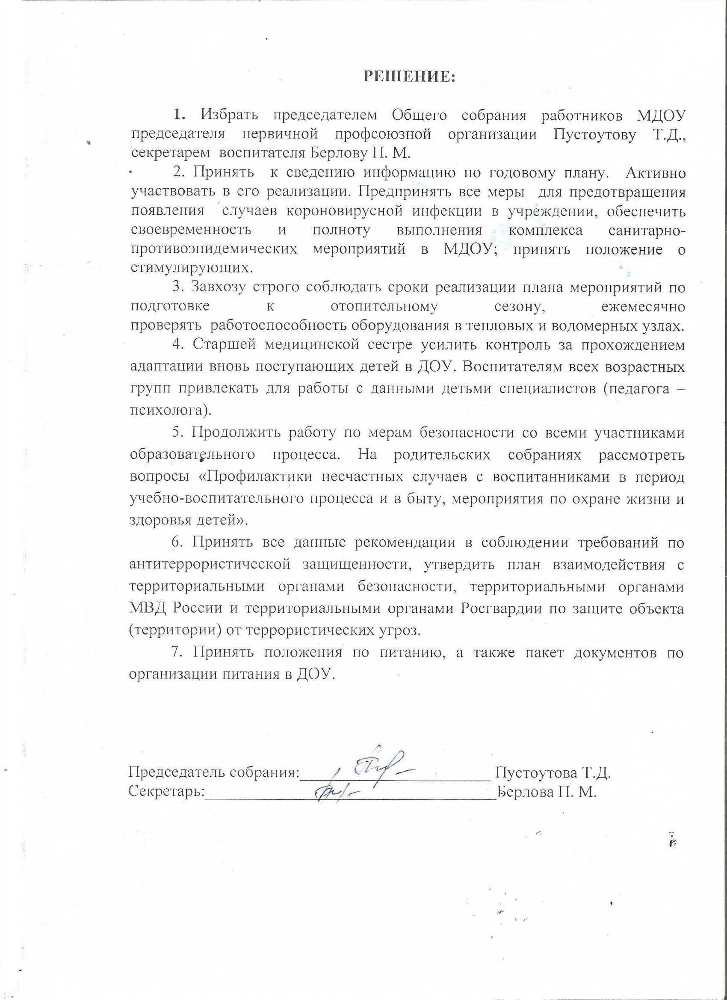 РЕШЕНИЕ:
1. Избрать председателем Общего собрания работников МДОУ
председателя первичной профсоюзной организации Пустоутову Т.Д.,
секретарем воспитателя Берлову П. М.
2. Принять к сведению информацию по годовому плану. Активно
участвовать в его реализации. Предпринять все меры для предотвращения
появления случаев короновирусной инфекции в учреждении, обеспечить
своевременность и полноту выполнения комплекса санитарно-
противоэпидемических мероприятий в МДОУ; принять положение о
стимулирующих.
3. Завхозу строго соблюдать сроки реализации плана мероприятий по
подготовке к отопительному сезону, ежемесячно
проверять работоспособность оборудования в тепловых и водомерных узлах.
4. Старшей медицинской сестре усилить контроль за прохождением
адаптации вновь поступающих детей в ДОУ. Воспитателям всех возрастных
групп привлекать для работы с данными детьми специалистов (педагога –
психолога).
5. Продолжить работу по мерам безопасности со всеми участниками
образовательного процесса. На родительских собраниях рассмотреть
вопросы «Профилактики несчастных случаев с воспитанниками в период
учебно-воспитательного процесса и в быту, мероприятия по охране жизни и
здоровья детей».
6. Принять все данные рекомендации в соблюдении требований по
антитеррористической защищенности, утвердить план взаимодействия с
территориальными органами безопасности, территориальными органами
МВД России и территориальными органами Росгвардии по защите объекта
(территории) от террористических угроз.
7. Принять положения по питанию, а также пакет документов по
организации питания в ДОУ.
Председатель собрания: Пустоутова Т.Д.
Секретарь: Берлова П. М.